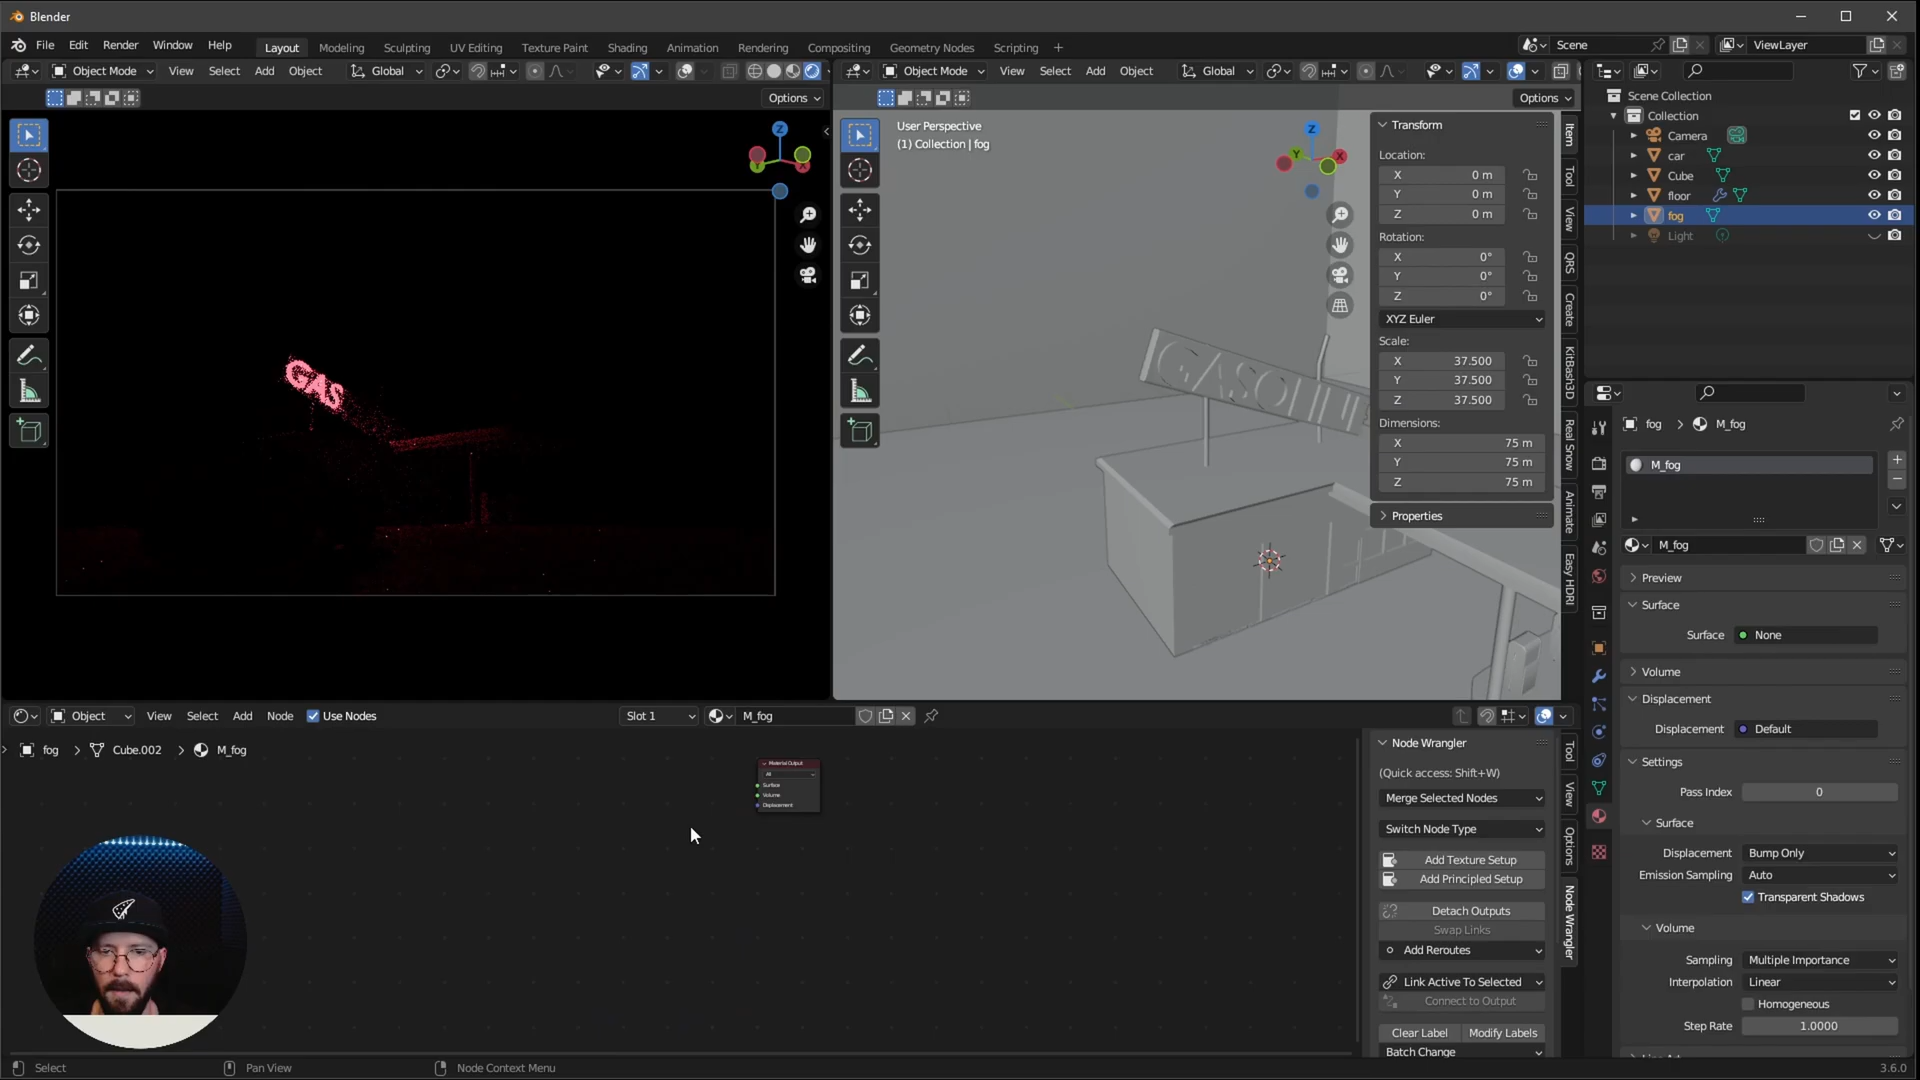 Blender
File Edit Render Window Help Layout Modeling Sculpting UV Editing Texture Paint Shading Animation Rendering Compositing Geometry Nodes Scripting + Scene ViewLayer
Object Mode View Select Add Object Global
Object Mode View Select Add Object Global
Options
Options
User Perspective
(1) Collection | fog
Z
X
Y
Z
X
GAS
GASOLIN
Transform
Location:
X 0 m
Y 0 m
Z 0 m
Rotation:
X 0°
Y 0°
Z 0°
XYZ Euler
Scale:
X 37.500
Y 37.500
Z 37.500
Dimensions:
X 75 m
Y 75 m
Z 75 m
Properties
Item
Tool
View
QRS
Create
KitBash3D
Real Snow
Animate
Easy HDRI
Scene Collection
Collection
Camera
car
Cube
floor
fog
Light
fog > M_fog
M_fog
M_fog
Preview
Surface
Surface None
Volume
Displacement
Displacement Default
Settings
Pass Index 0
Surface
Displacement Bump Only
Emission Sampling Auto
Transparent Shadows
Volume
Sampling Multiple Importance
Interpolation Linear
Homogeneous
Step Rate 1.0000
Object View Select Add Node Use Nodes Slot 1 M_fog
fog > Cube.002 > M_fog
Material Output
All
Surface
Volume
Displacement
Node Wrangler
(Quick access: Shift+W)
Merge Selected Nodes
Switch Node Type
Add Texture Setup
Add Principled Setup
Detach Outputs
Swap Links
Add Reroutes
Link Active To Selected
Connect to Output
Clear Label Modify Labels
Batch Change
Tool
View
Options
Node Wrangler
Select Pan View Node Context Menu 3.6.0